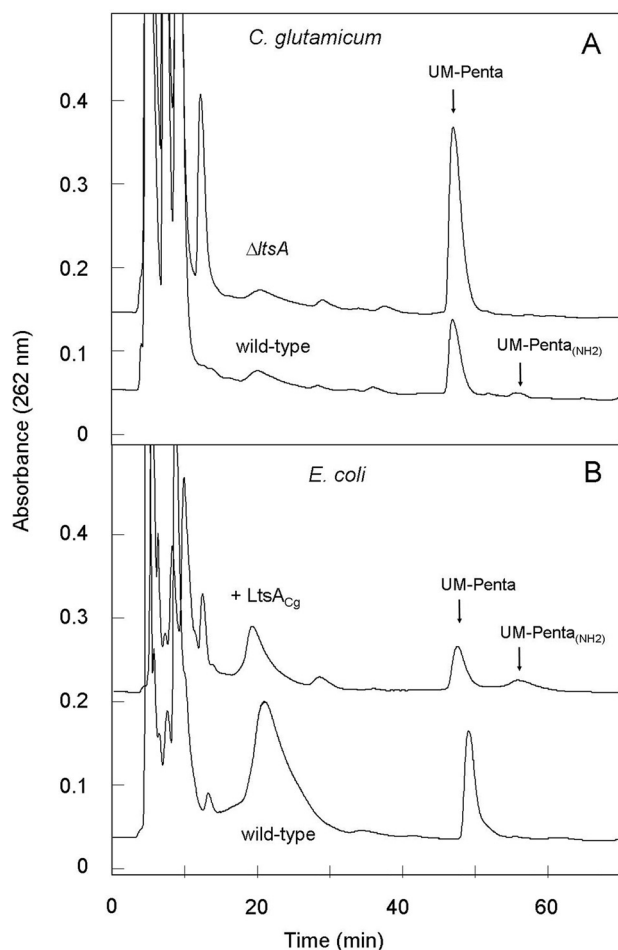 C. glutamicum
A
UM-Penta
0.4
0.3
ΔltsA
0.2
wild-type
UM-Penta(NH2)
0.1
0
Absorbance (262 nm)
E. coli
B
0.4
UM-Penta
+ LtsACg
0.3
UM-Penta(NH2)
0.2
0.1
wild-type
0
0 20 40 60
Time (min)